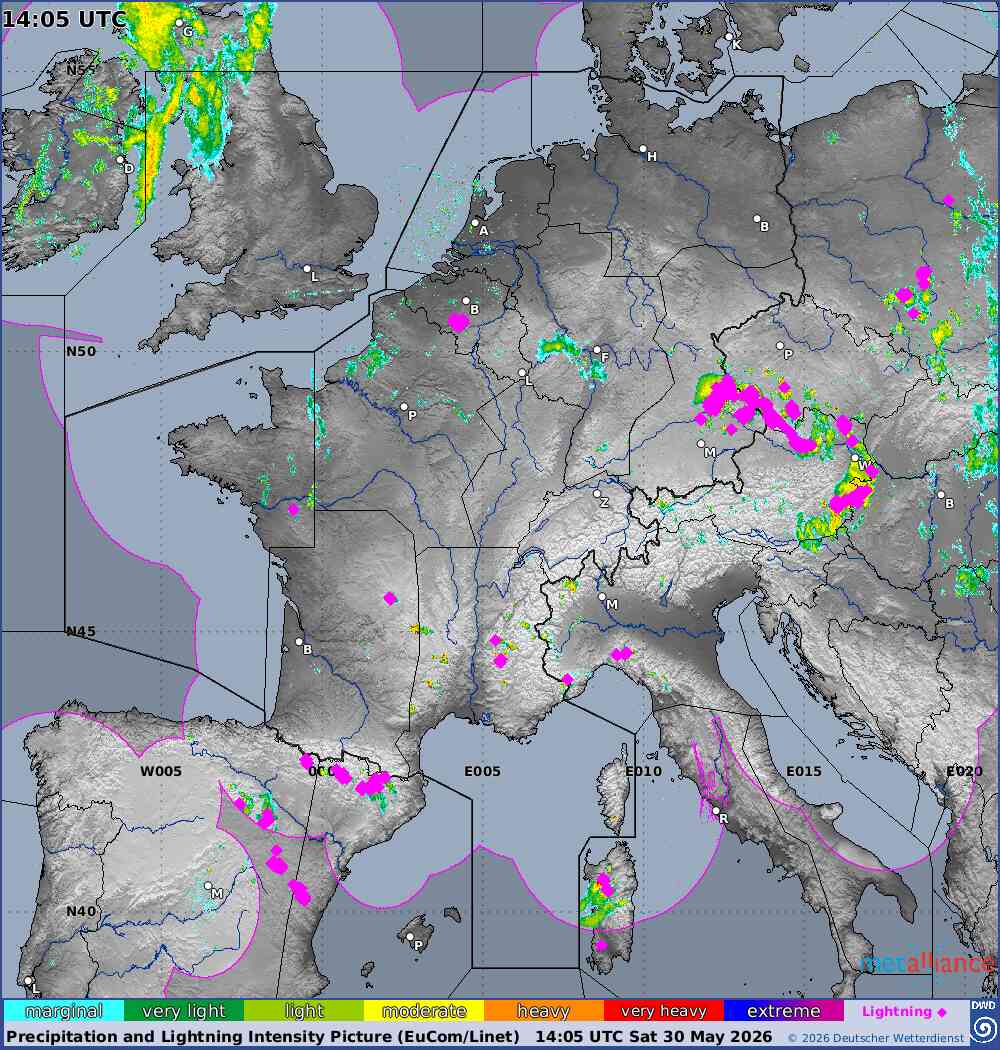 14:05 UTC
G
K
N55
D
H
A
B
L
B
N50
F
P
L
P
M
W
Z
B
M
N45
B
W005
000
E005
E010
E015
E020
R
M
N40
P
L
metalliance
marginal very light light moderate heavy very heavy extreme Lightning
DWD
Precipitation and Lightning Intensity Picture (EuCom/Linet) 14:05 UTC Sat 30 May 2026 © 2026 Deutscher Wetterdienst